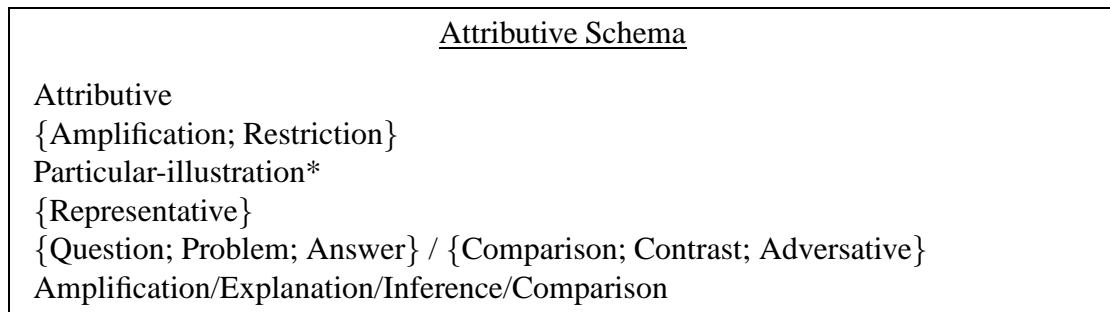 Attributive Schema
Attributive
{Amplification; Restriction}
Particular-illustration*
{Representative}
{Question; Problem; Answer} / {Comparison; Contrast; Adversative}
Amplification/Explanation/Inference/Comparison